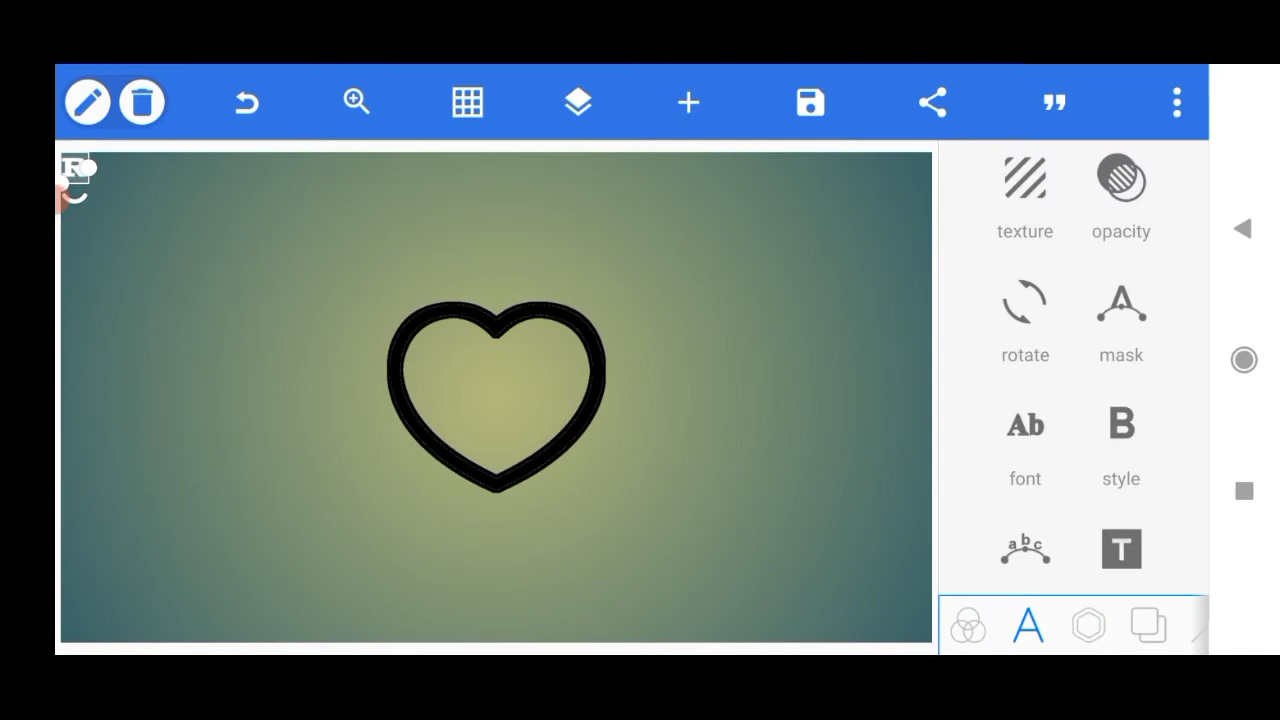 R
texture opacity
rotate mask
Ab B
font style
abc T
A